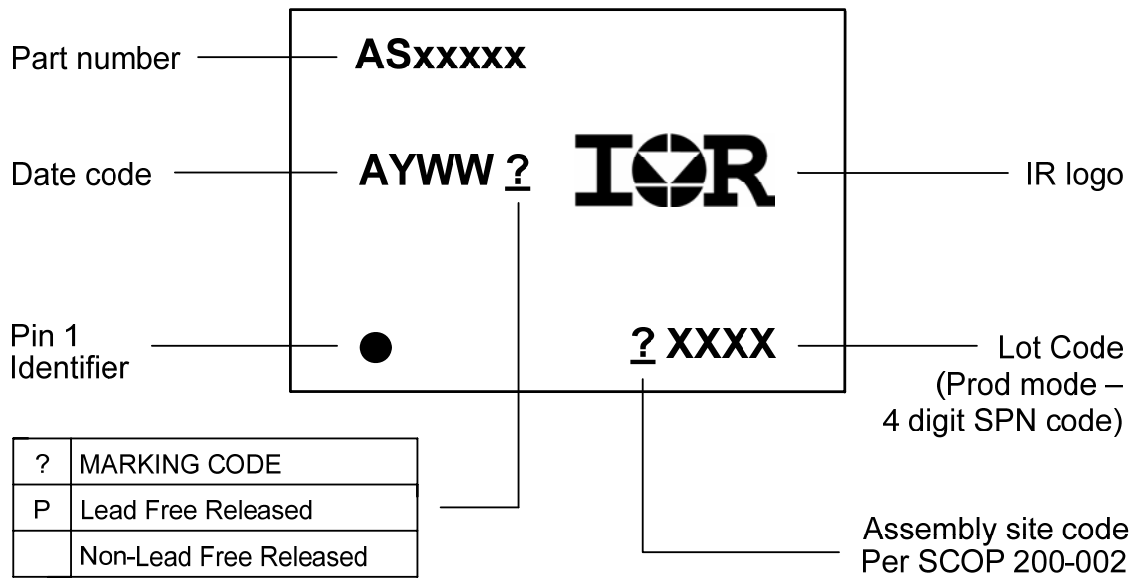 Part number
ASxxxxx
Date code
AYWW ?
IOR
IR logo
Pin 1
Identifier
? XXXX
Lot Code
(Prod mode –
4 digit SPN code)
? MARKING CODE
P Lead Free Released
Non-Lead Free Released
Assembly site code
Per SCOP 200-002